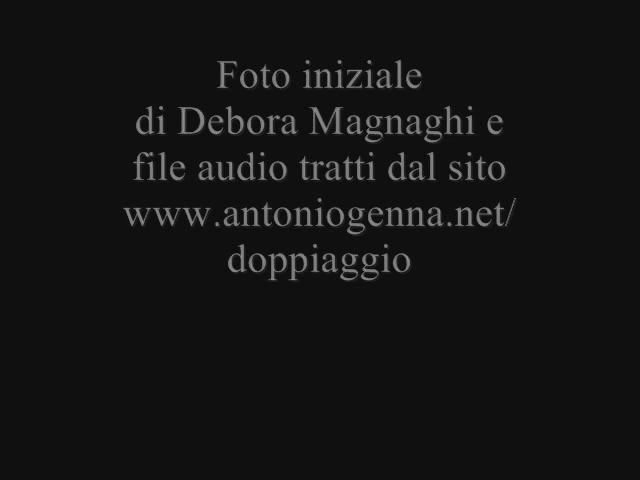 Foto iniziale
di Debora Magnaghi e
file audio tratti dal sito
www.antoniogenna.net/
doppiaggio